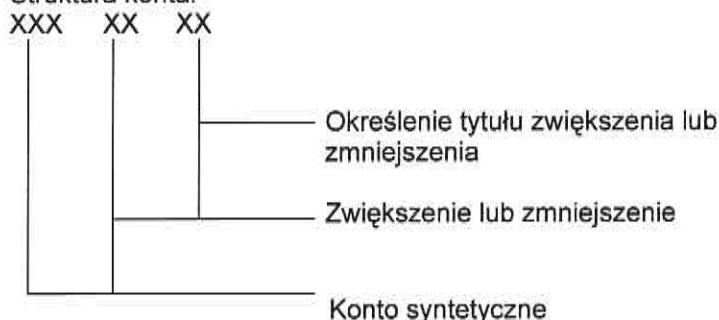 Struktura konta:
XXX XX XX
Określenie tytułu zwiększenia lub
zmniejszenia
Zwiększenie lub zmniejszenie
Konto syntetyczne